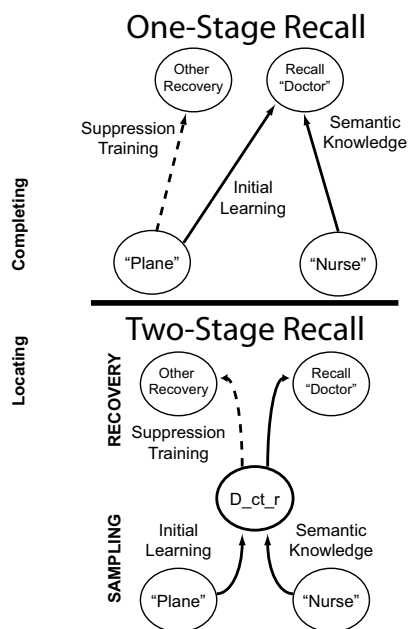 One-Stage Recall
Other
Recovery
Recall
“Doctor”
Suppression
Training
Semantic
Knowledge
Initial
Learning
Completing
“Plane”
“Nurse”
Two-Stage Recall
Locating
RECOVERY
Other
Recovery
Recall
“Doctor”
Suppression
Training
D_ct_r
SAMPLING
Initial
Learning
Semantic
Knowledge
“Plane”
“Nurse”